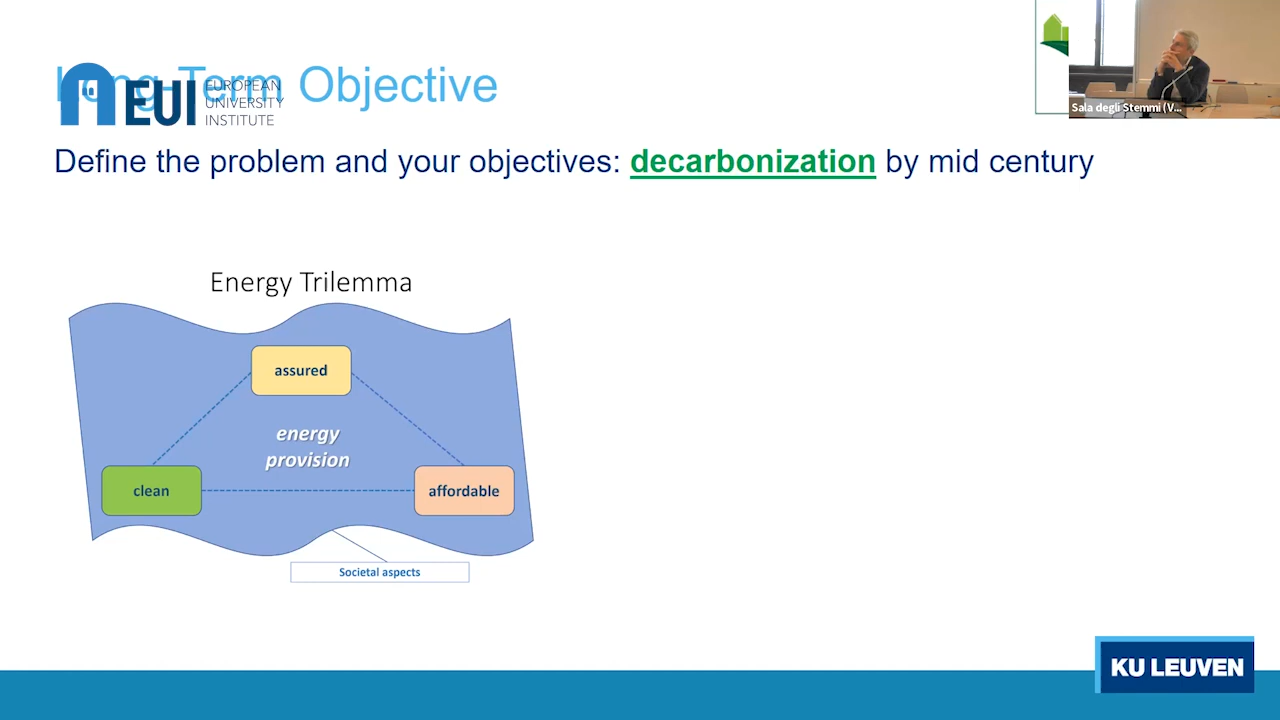 Long-Term Objective
EUI
EUROPEAN
UNIVERSITY
INSTITUTE
Sala degli Stemmi (V...
Define the problem and your objectives: decarbonization by mid century
Energy Trilemma
assured
energy
provision
clean
affordable
Societal aspects
KU LEUVEN